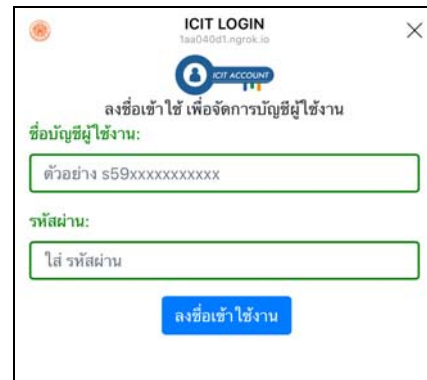 ICIT LOGIN
1aa040d1.ngrok.io
ICIT ACCOUNT
ลงชื่อเข้าใช้ เพื่อจัดการบัญชีผู้ใช้งาน
ชื่อบัญชีผู้ใช้งาน:
ตัวอย่าง s59xxxxxxxxxxx
รหัสผ่าน:
ใส่ รหัสผ่าน
ลงชื่อเข้าใช้งาน